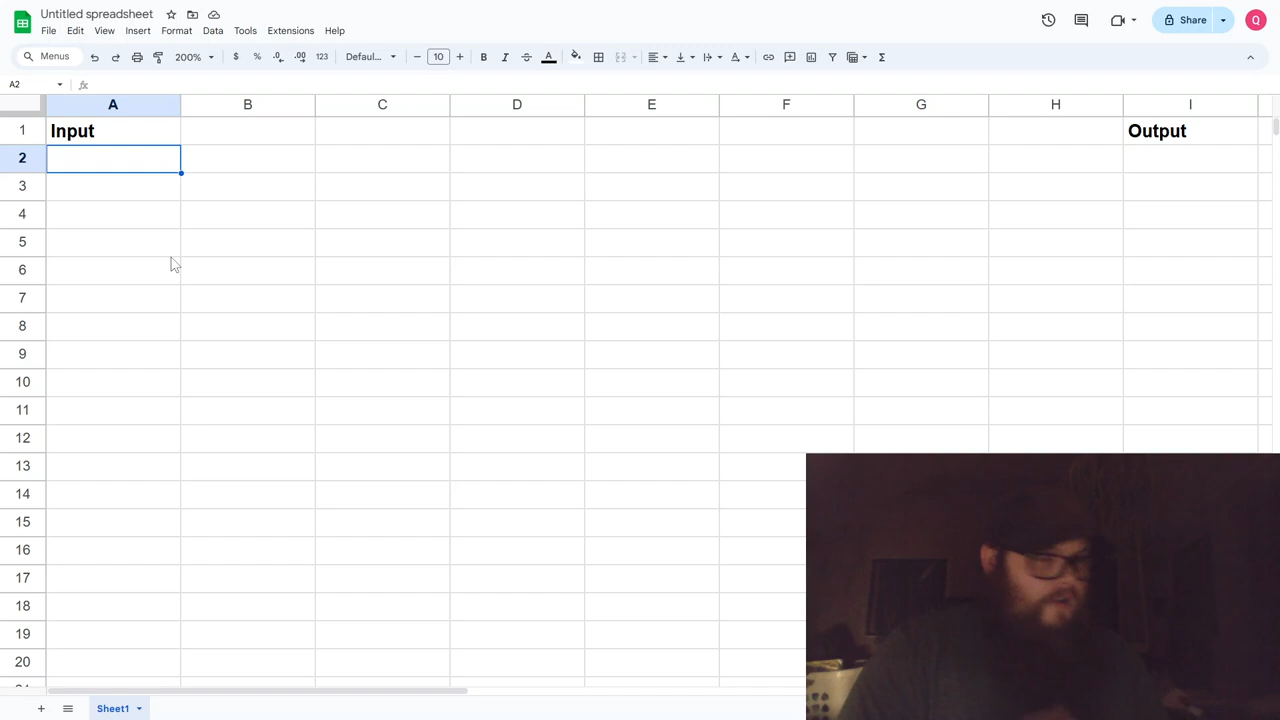 Untitled spreadsheet
File Edit View Insert Format Data Tools Extensions Help
Share
Q
Menus 200% $ % .0 .00 123 Defaul... 10 B I A Σ
A2 fx
A B C D E F G H I
1 Input Output
2
3
4
5
6
7
8
9
10
11
12
13
14
15
16
17
18
19
20
Sheet1